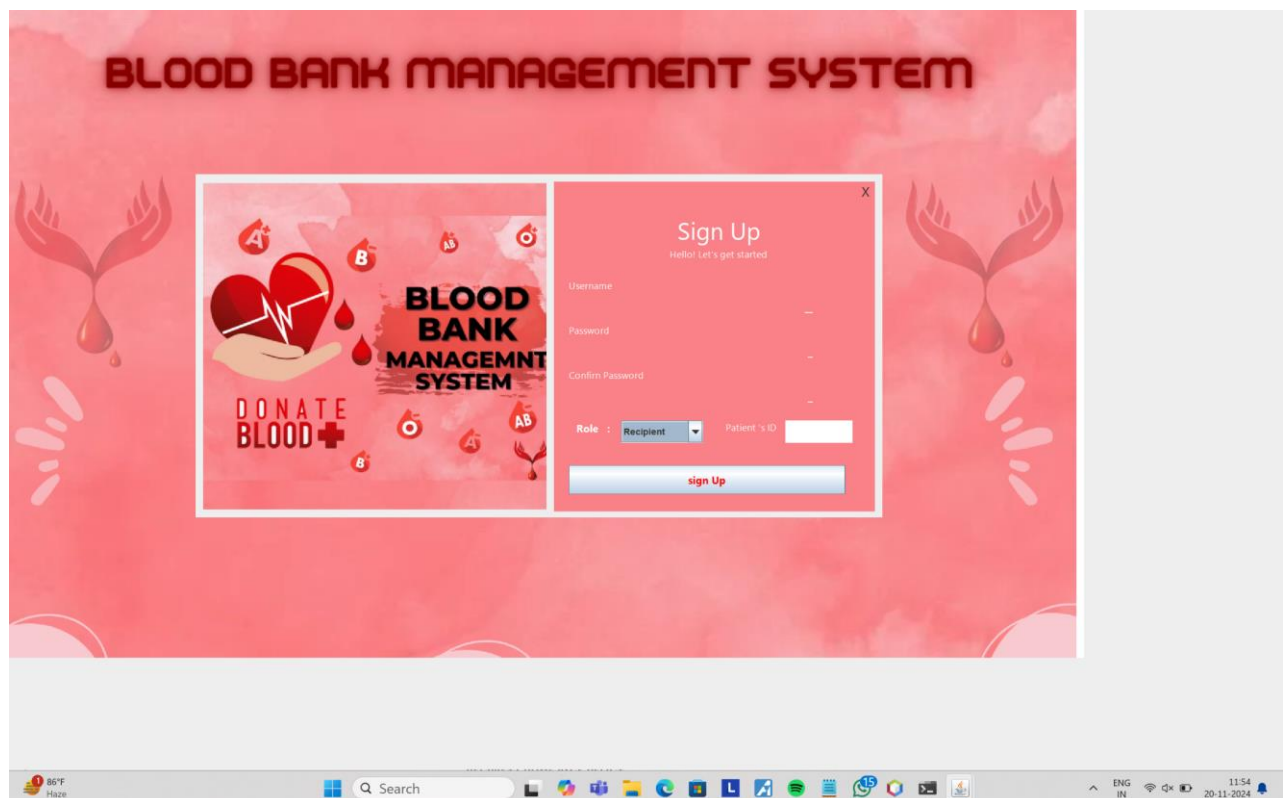 BLOOD BANK MANAGEMENT SYSTEM
A+
B-
AB-
O+
BLOOD
BANK
MANAGEMNT
SYSTEM
DONATE
BLOOD
O-
A-
AB+
B+
X
Sign Up
Hello! Let's get started
Username
Password
Confirn Password
Role :
Recipient
Patient 's ID
sign Up
1
86°F
Haze
Search
L
15
ENG
IN
11:54
20-11-2024